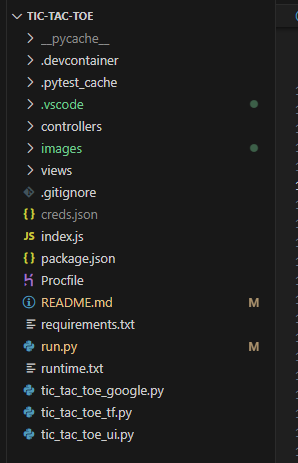 TIC-TAC-TOE
__pycache__
.devcontainer
.pytest_cache
.vscode
controllers
images
views
.gitignore
{} creds.json
JS index.js
{} package.json
Procfile
README.md M
requirements.txt
run.py M
runtime.txt
tic_tac_toe_google.py
tic_tac_toe_tf.py
tic_tac_toe_ui.py